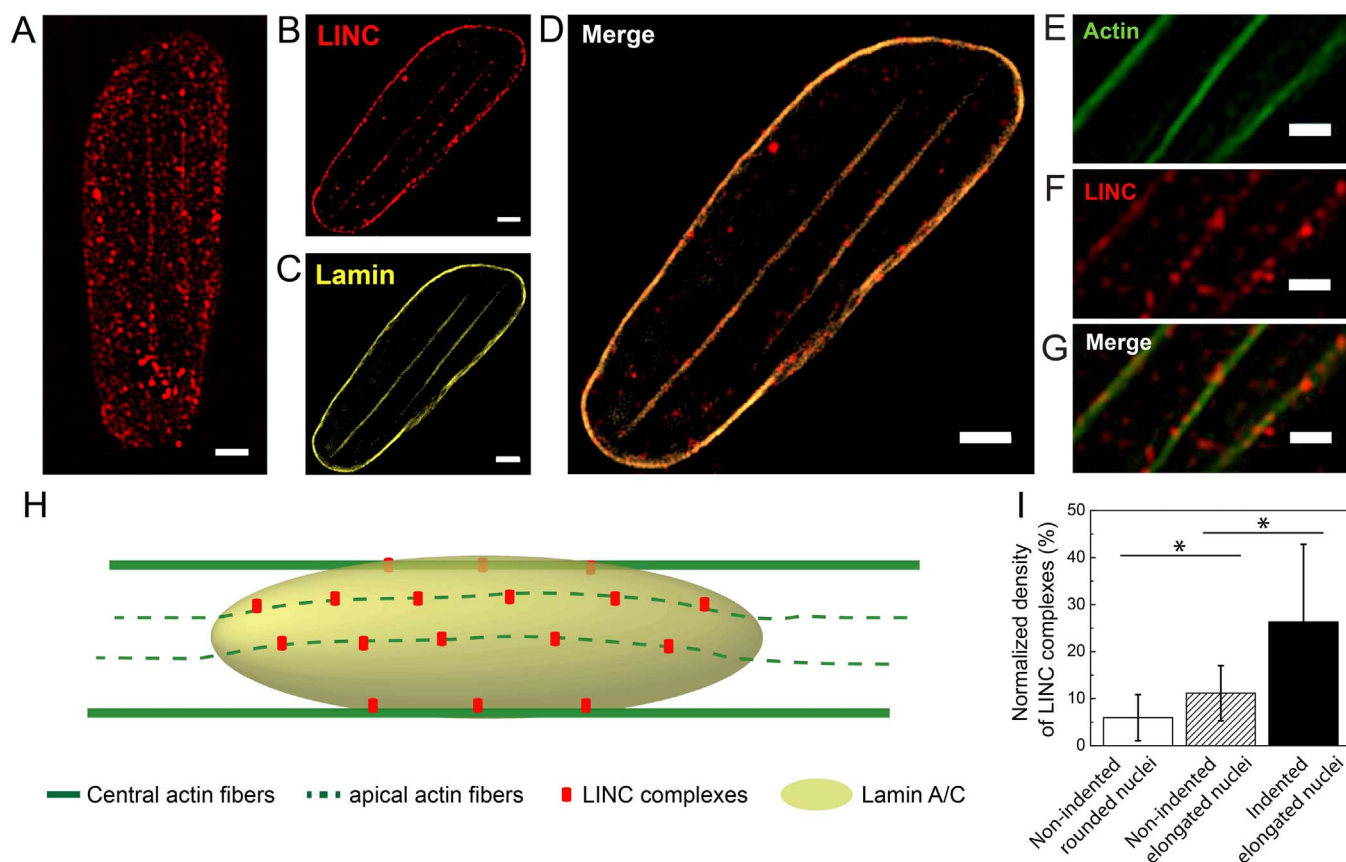 A
B
LINC
C
Lamin
D
Merge
E
Actin
F
LINC
G
Merge
H
Central actin fibers
apical actin fibers
LINC complexes
Lamin A/C
I
Normalized density
of LINC complexes (%)
50
40
30
20
10
0
*
*
Non-indented
rounded nuclei
Non-indented
elongated nuclei
Indented
elongated nuclei